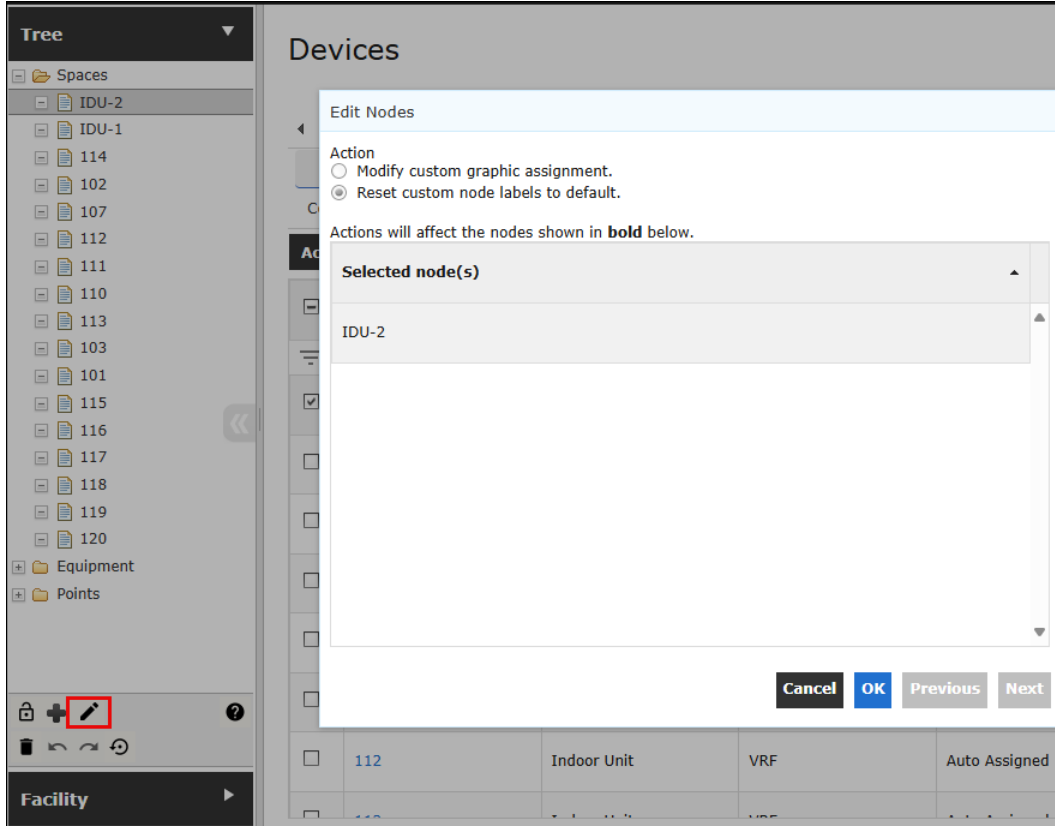 Tree
Spaces
IDU-2
IDU-1
114
102
107
112
111
110
113
103
101
115
116
117
118
119
120
Equipment
Points
Facility
Devices
Edit Nodes
Action
Modify custom graphic assignment.
Reset custom node labels to default.
Actions will affect the nodes shown in bold below.
Selected node(s)
IDU-2
Cancel OK Previous Next
112 Indoor Unit VRF Auto Assigned